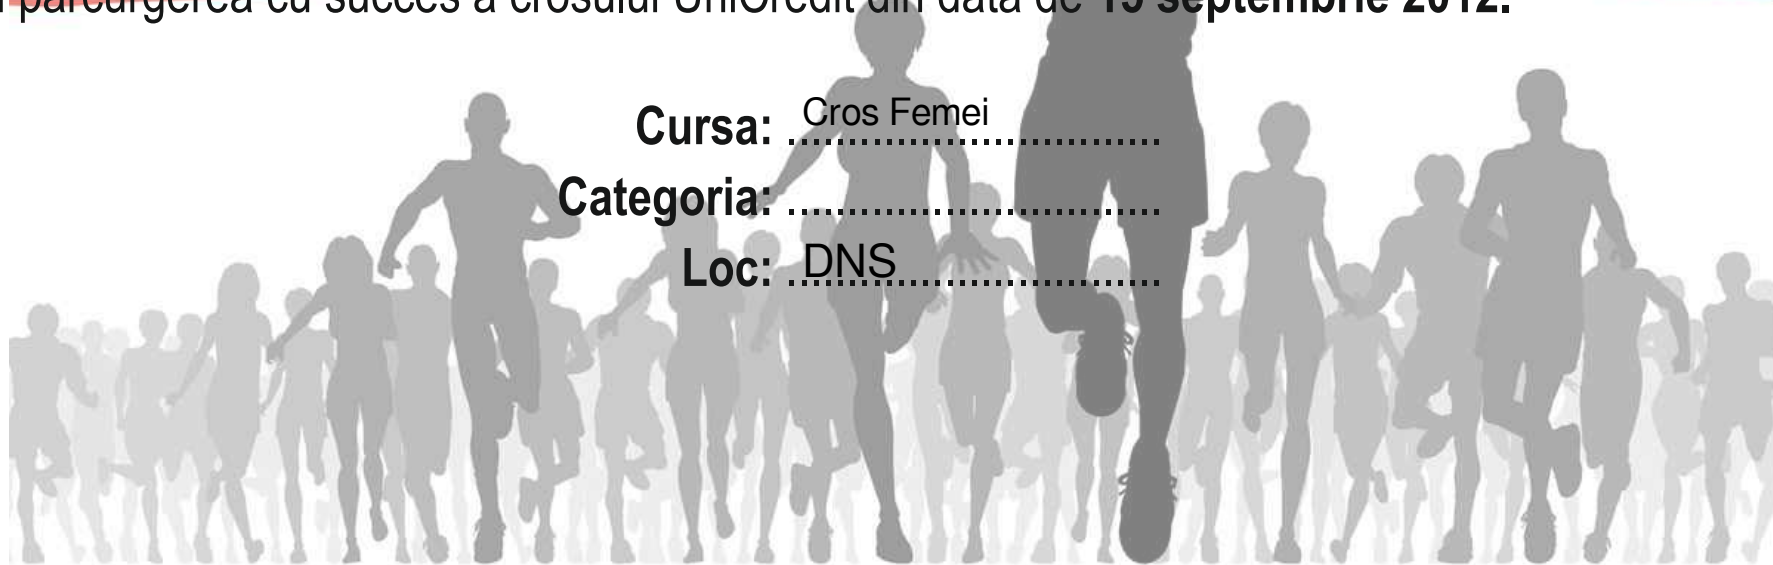 parcurgerea cu succes a crosului UniCredit din data de 15 septembrie 2012.
Cursa: Cros Femei
Categoria:
Loc: DNS